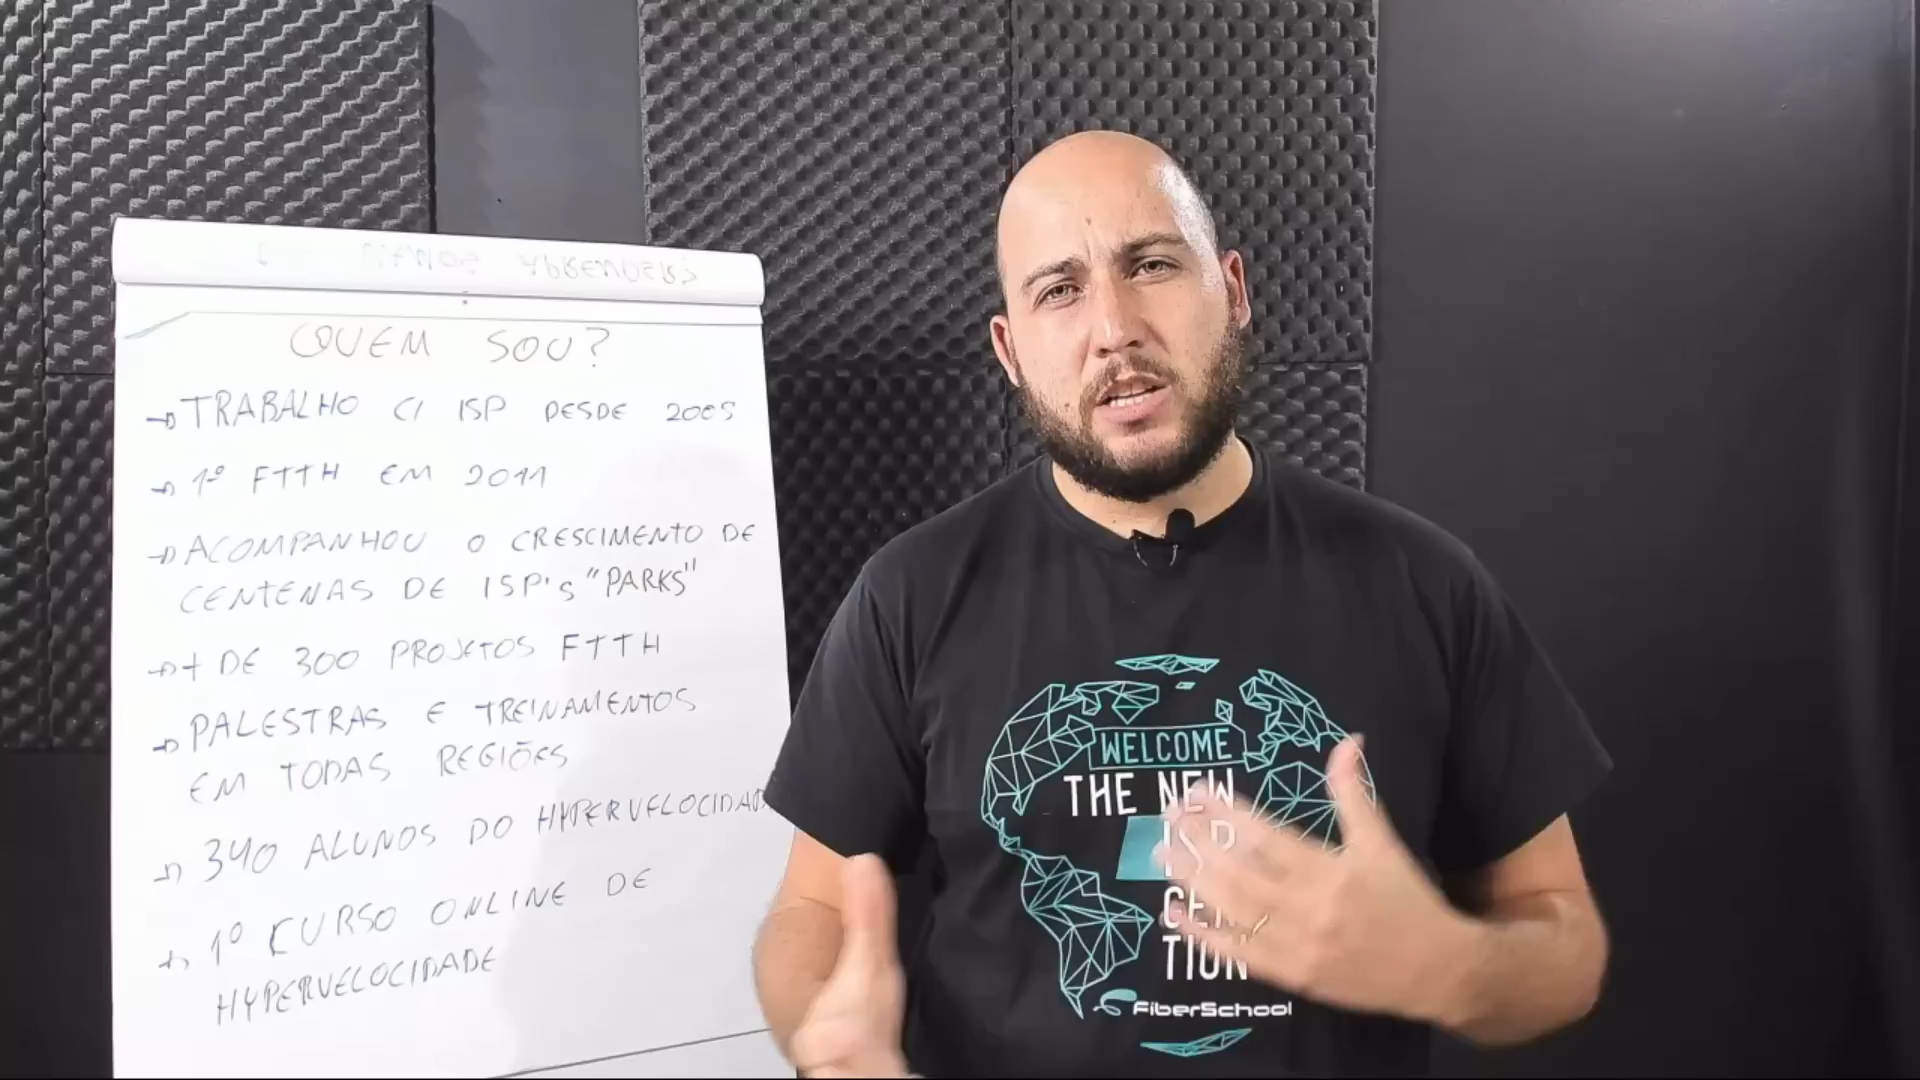 QUEM SOU?
→ TRABALHO C/ ISP DESDE 2005
→ 1º FTTH EM 2011
→ ACOMPANHOU O CRESCIMENTO DE
CENTENAS DE ISP's "PARKS"
→ + DE 300 PROJETOS FTTH
→ PALESTRAS E TREINAMENTOS
EM TODAS REGIÕES
→ 340 ALUNOS DO HYPERVELOCIDAD
→ 1º CURSO ONLINE DE
HYPERVELOCIDADE
WELCOME
THE NEW
ISP
TION
FiberSchool